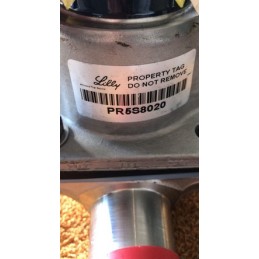 Lilly
PROPERTY TAG
DO NOT REMOVE
PR5S8020